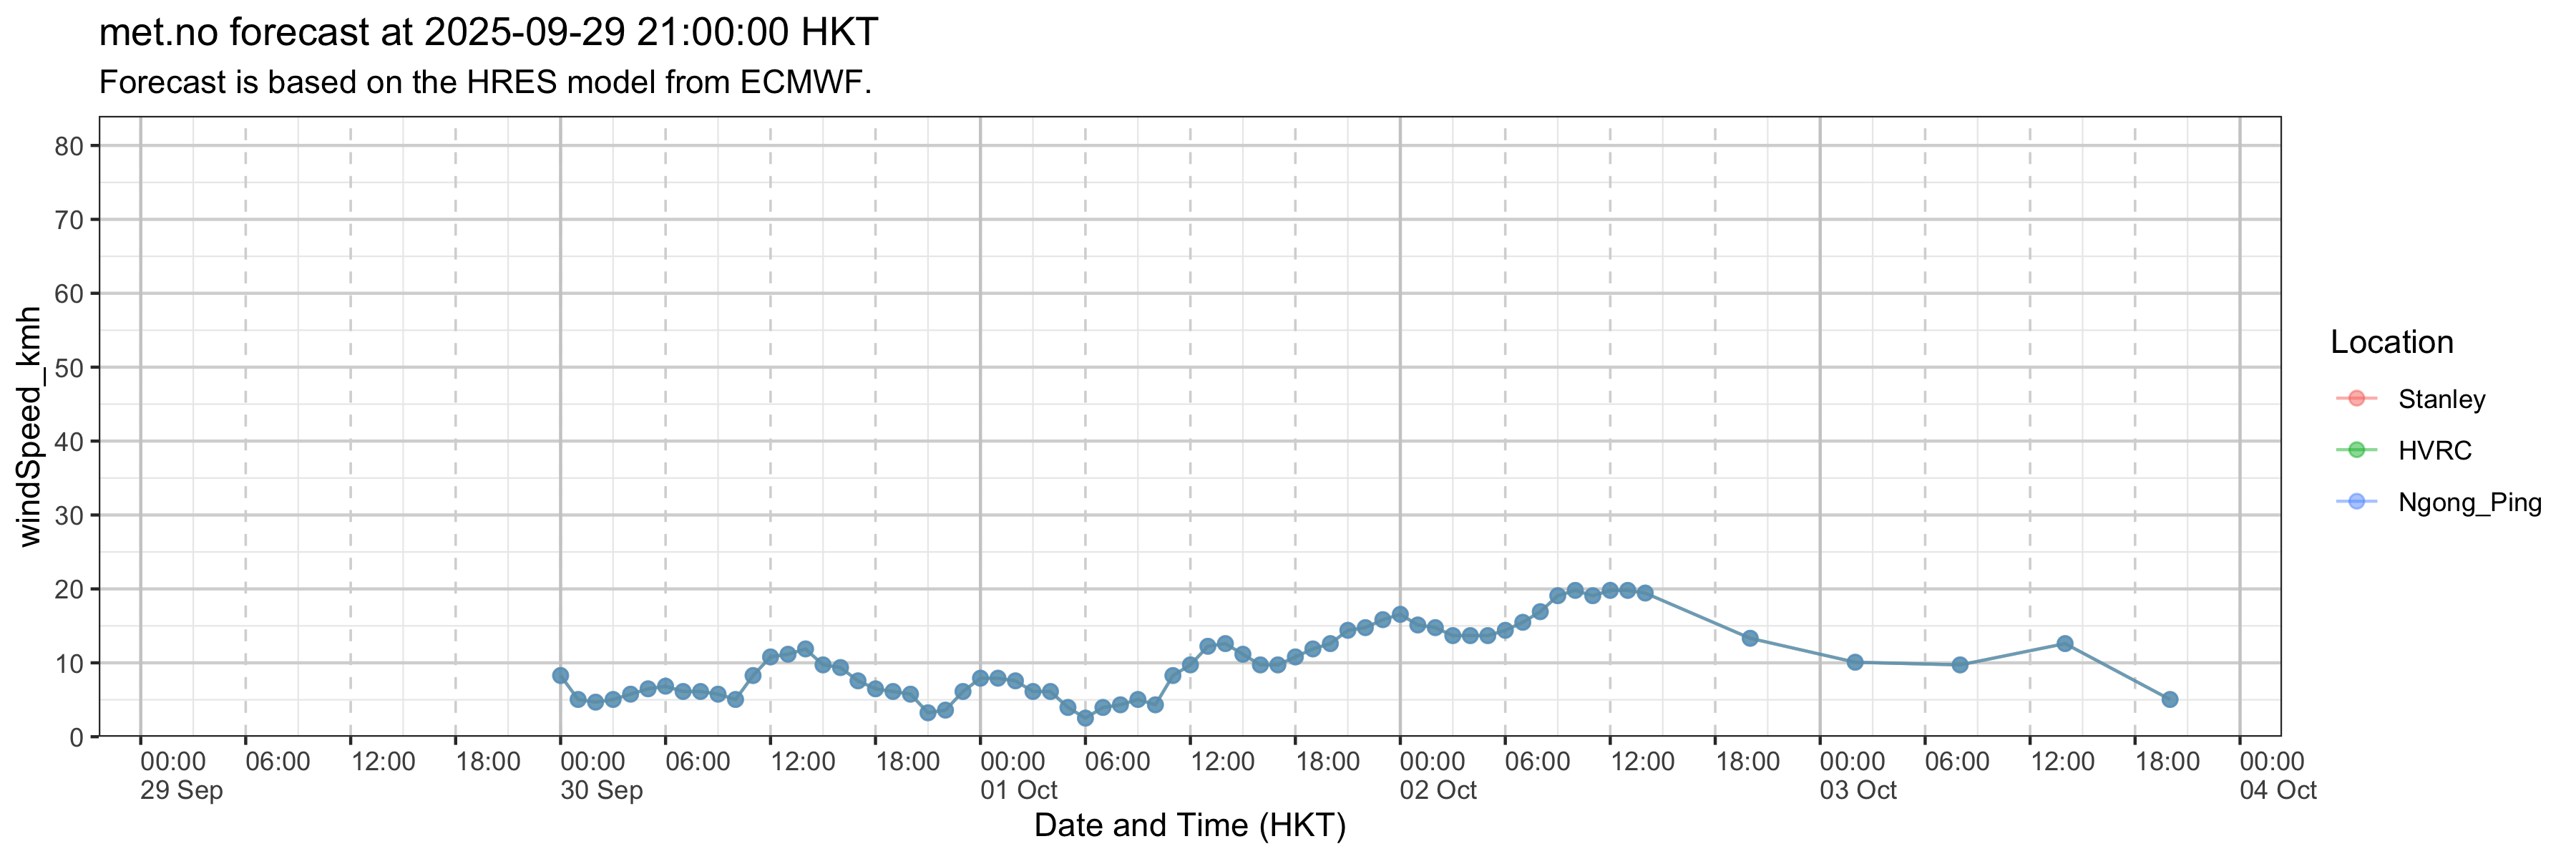 met.no forecast at 2025-09-29 21:00:00 HKT
Forecast is based on the HRES model from ECMWF.
windSpeed_kmh
80
70
60
50
40
30
20
10
0
00:00 06:00 12:00 18:00 00:00 06:00 12:00 18:00 00:00 06:00 12:00 18:00 00:00 06:00 12:00 18:00 00:00 06:00 12:00 18:00 00:00
29 Sep 30 Sep 01 Oct 02 Oct 03 Oct 04 Oct
Date and Time (HKT)
Location
Stanley
HVRC
Ngong_Ping